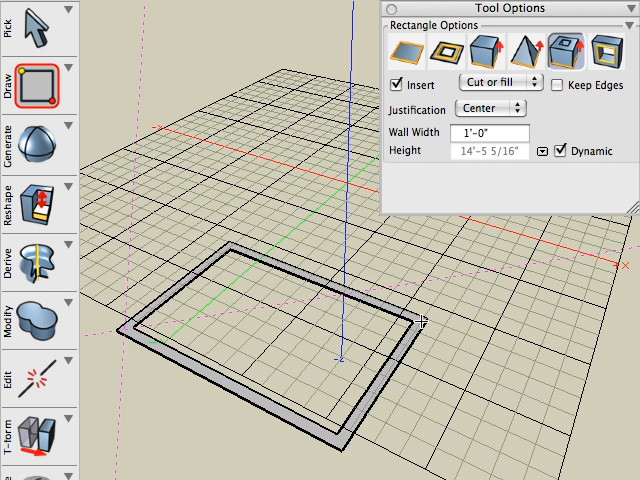 Tool Options
Rectangle Options
Insert
Cut or fill
Keep Edges
Justification
Center
Wall Width
1'-0"
Height
14'-5 5/16"
Dynamic
Pick
Draw
Generate
Reshape
Derive
Modify
Edit
T-form
X